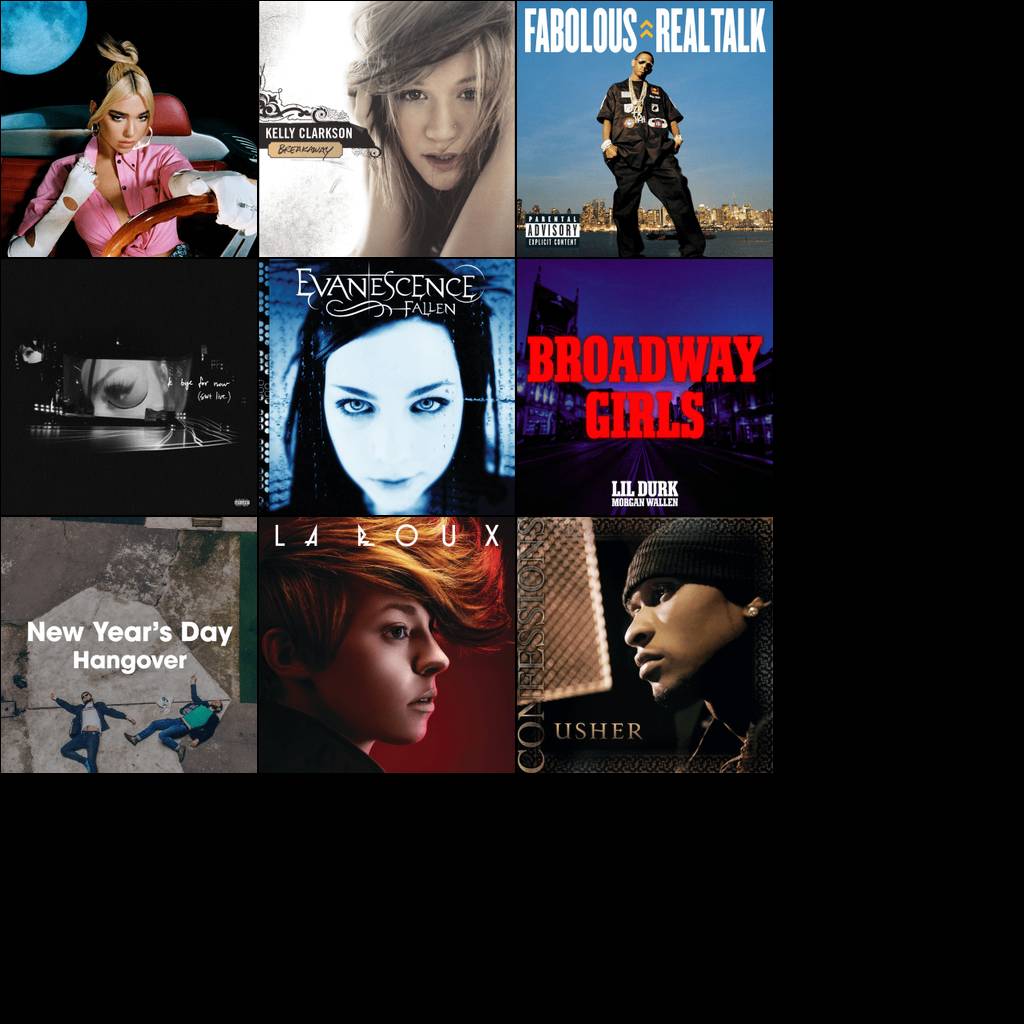 KELLY CLARKSON
BREAKAWAY
FABOLOUS REAL TALK
PARENTAL
ADVISORY
EXPLICIT CONTENT
k bye for now
(swt live)
EVANESCENCE
FALLEN
BROADWAY
GIRLS
LIL DURK
MORGAN WALLEN
New Year's Day
Hangover
LA ROUX
CONFESSIONS
USHER